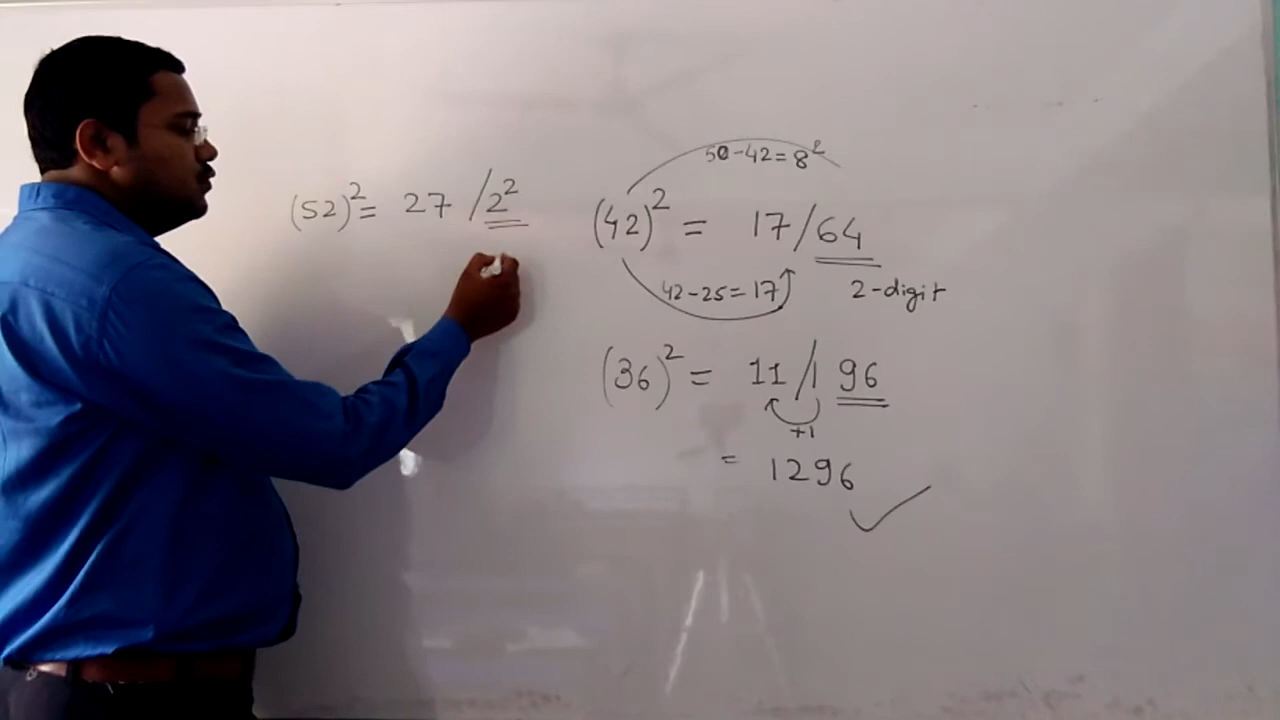 (52)² = 27 /2²
50-42=8²
(42)² = 17/64
42-25=17
2-digit
(36)² = 11/1 96
+1
= 1296